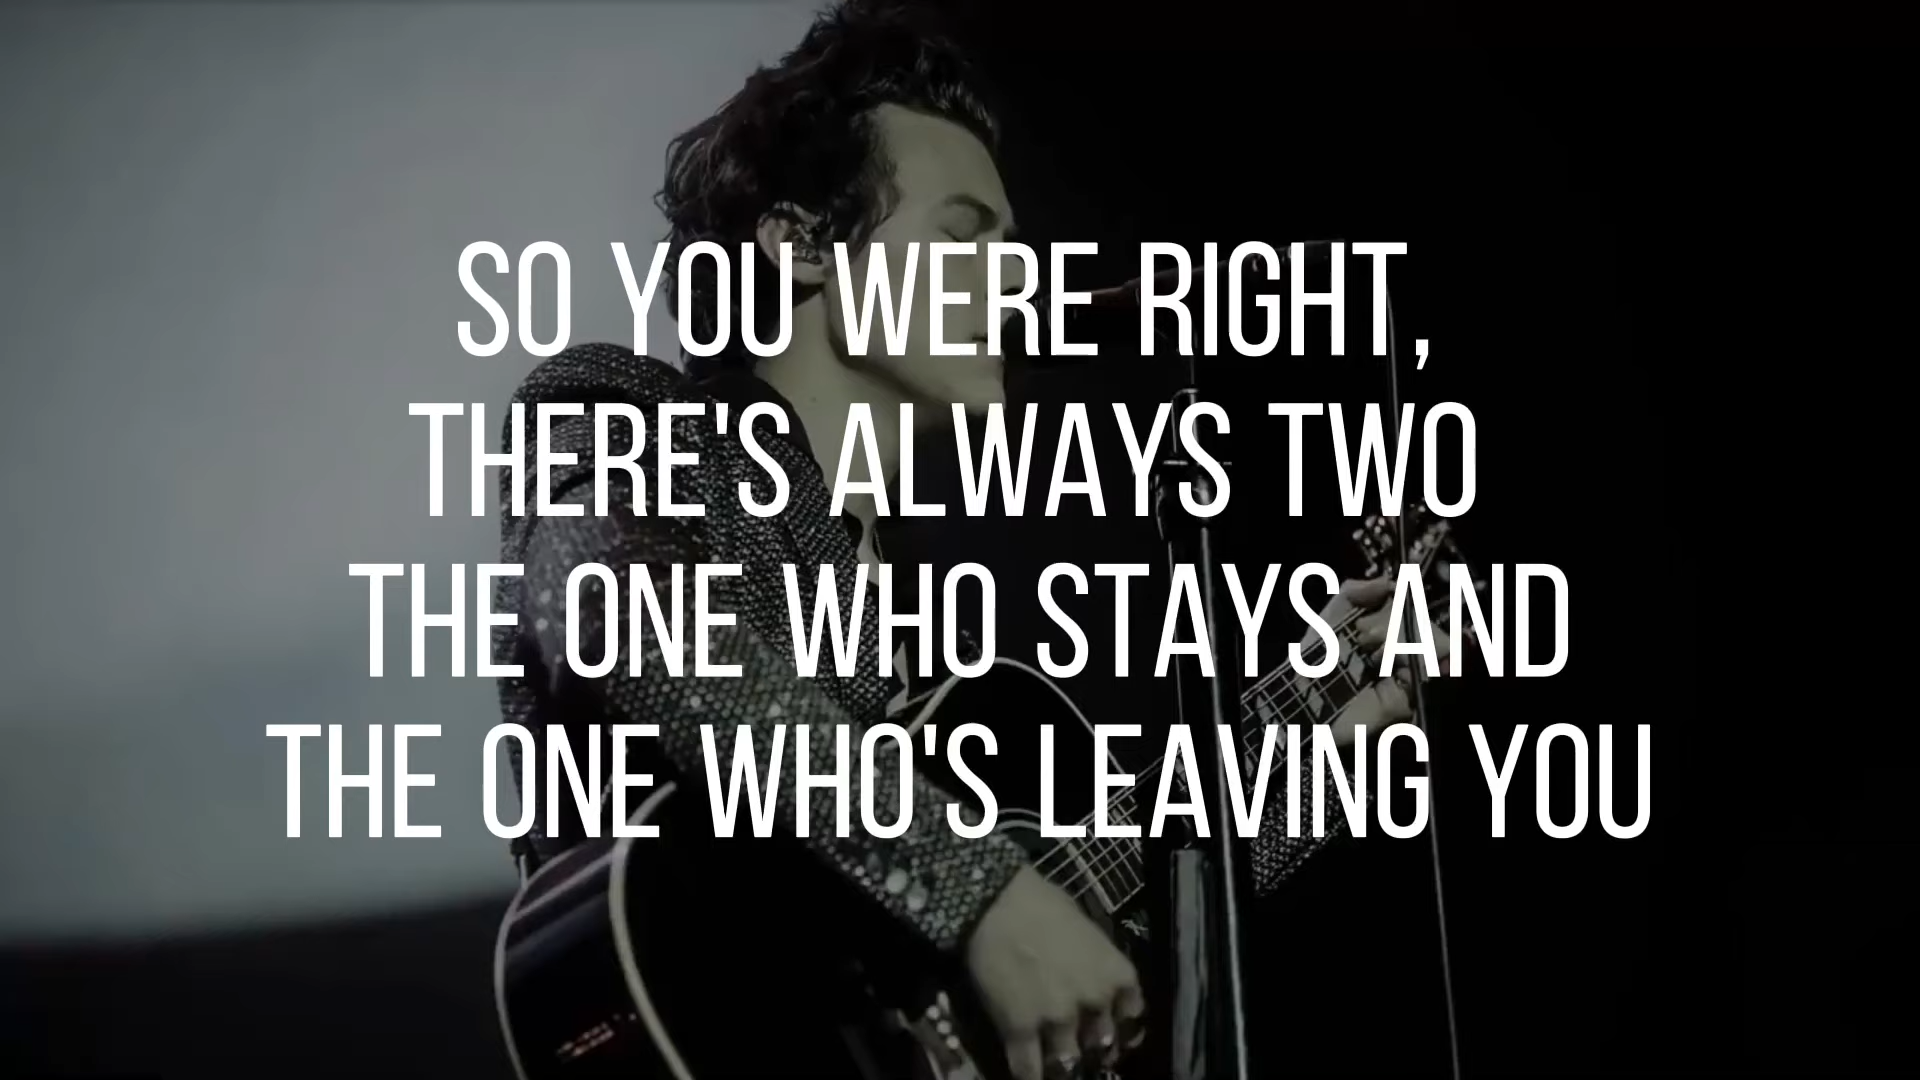 SO YOU WERE RIGHT,
THERE'S ALWAYS TWO
THE ONE WHO STAYS AND
THE ONE WHO'S LEAVING YOU